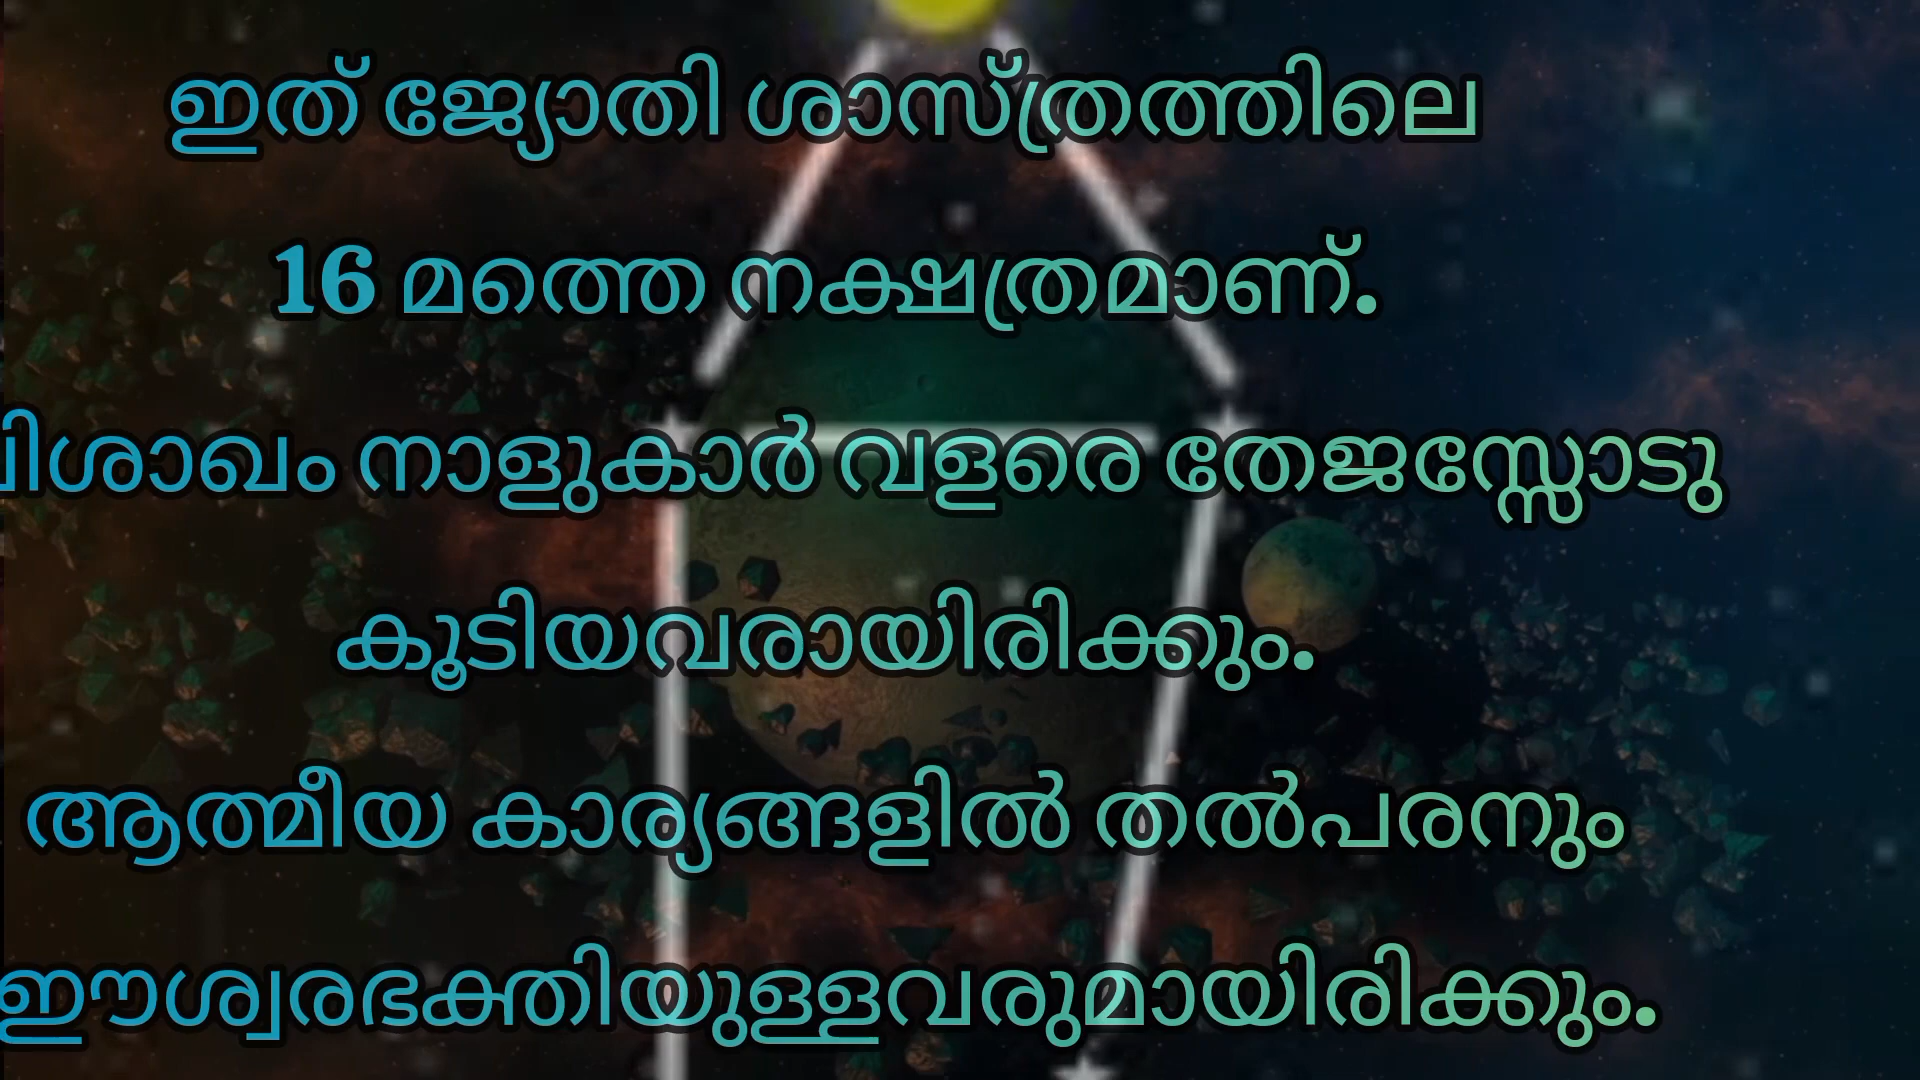 ഇത് ജ്യോതി ശാസ്ത്രത്തിലെ
16 മത്തെ നക്ഷത്രമാണ്.
വിശാഖം നാളുകാർ വളരെ തേജസ്സോടു
കൂടിയവരായിരിക്കും.
ആത്മീയ കാര്യങ്ങളിൽ തൽപരനും
ഈശ്വരഭക്തിയുള്ളവരുമായിരിക്കും.